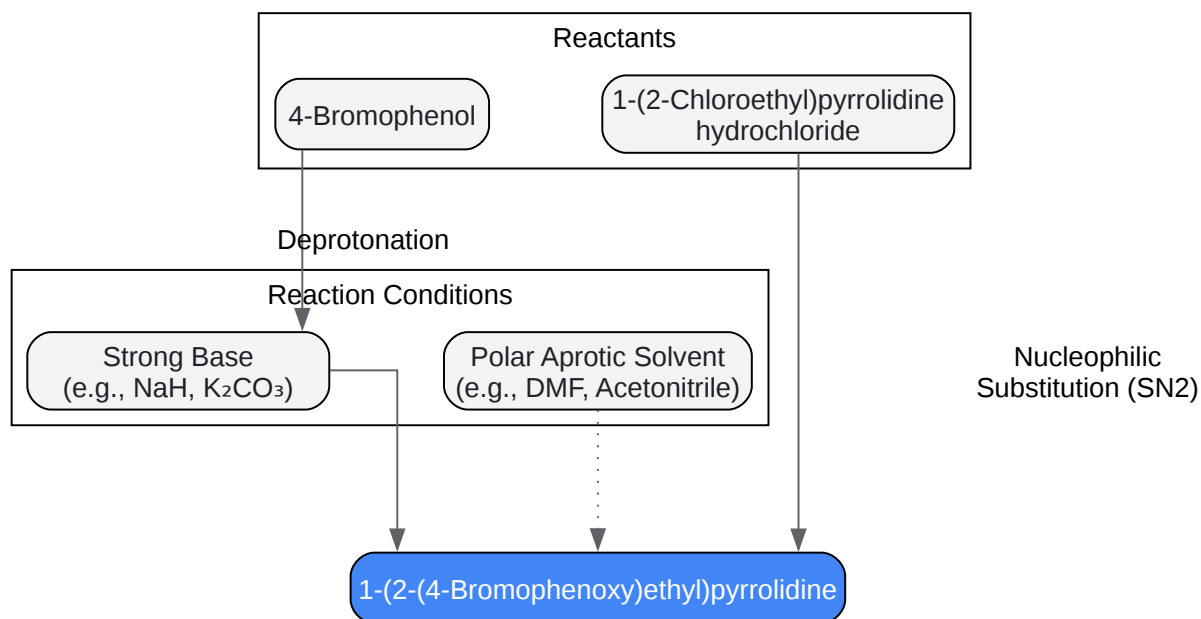 Reactants
4-Bromophenol
1-(2-Chloroethyl)pyrrolidine
hydrochloride
Deprotonation
Reaction Conditions
Strong Base
(e.g., NaH, K₂CO₃)
Polar Aprotic Solvent
(e.g., DMF, Acetonitrile)
Nucleophilic
Substitution (SN2)
1-(2-(4-Bromophenoxy)ethyl)pyrrolidine